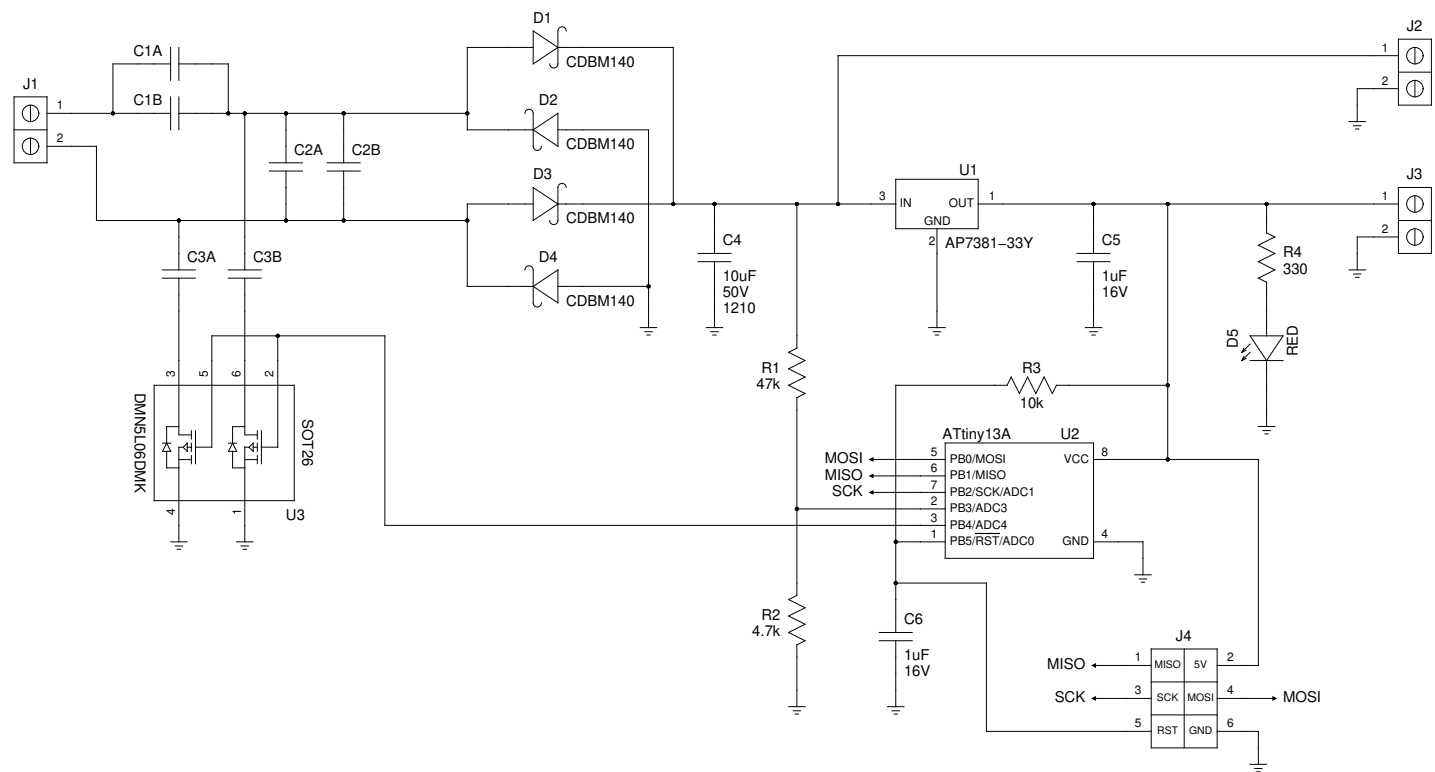 J1
1
2
C1A
C1B
C2A
C2B
C3A
C3B
D1
CDBM140
D2
CDBM140
D3
CDBM140
D4
CDBM140
C4
10uF
50V
1210
U1
3
IN
OUT
1
GND
2
AP7381-33Y
C5
1uF
16V
R4
330
D5
RED
J2
1
2
J3
1
2
3
5
6
2
DMN5L06DMK
SOT26
4
1
U3
R1
47k
R2
4.7k
R3
10k
ATtiny13A
U2
MOSI
5
PB0/MOSI
VCC
8
MISO
6
PB1/MISO
SCK
7
PB2/SCK/ADC1
2
PB3/ADC3
3
PB4/ADC4
1
PB5/RST/ADC0
GND
4
C6
1uF
16V
J4
MISO
1
MISO
5V
2
SCK
3
SCK
MOSI
4
MOSI
5
RST
GND
6